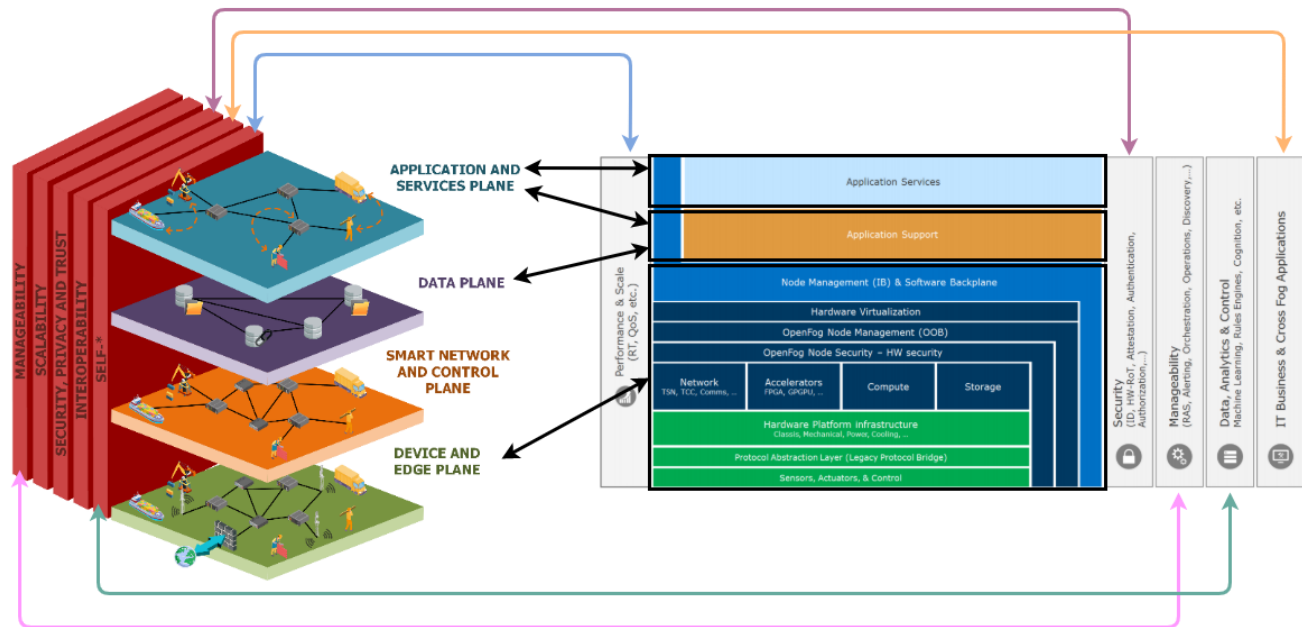 MANAGEABILITY
SCALABILITY
SECURITY, PRIVACY AND TRUST
INTEROPERABILITY
SELF-*
APPLICATION AND
SERVICES PLANE
DATA PLANE
SMART NETWORK
AND CONTROL
PLANE
DEVICE AND
EDGE PLANE
Performance & Scale
(RT, QoS, etc.)
Application Services
Application Support
Node Management (IB) & Software Backplane
Hardware Virtualization
OpenFog Node Management (OOB)
OpenFog Node Security – HW security
Network
TSN, TCC, Comms, ...
Accelerators
FPGA, GPGPU, ...
Compute
Storage
Hardware Platform infrastructure
Classis, Mechanical, Power, Cooling, ...
Protocol Abstraction Layer (Legacy Protocol Bridge)
Sensors, Actuators, & Control
Security
(ID, HW-RoT, Attestation, Authentication,
Authorization,...)
Manageability
(RAS, Alerting, Orchestration, Operations, Discovery,...)
Data, Analytics & Control
Machine Learning, Rules Engines, Cognition, etc.
IT Business & Cross Fog Applications